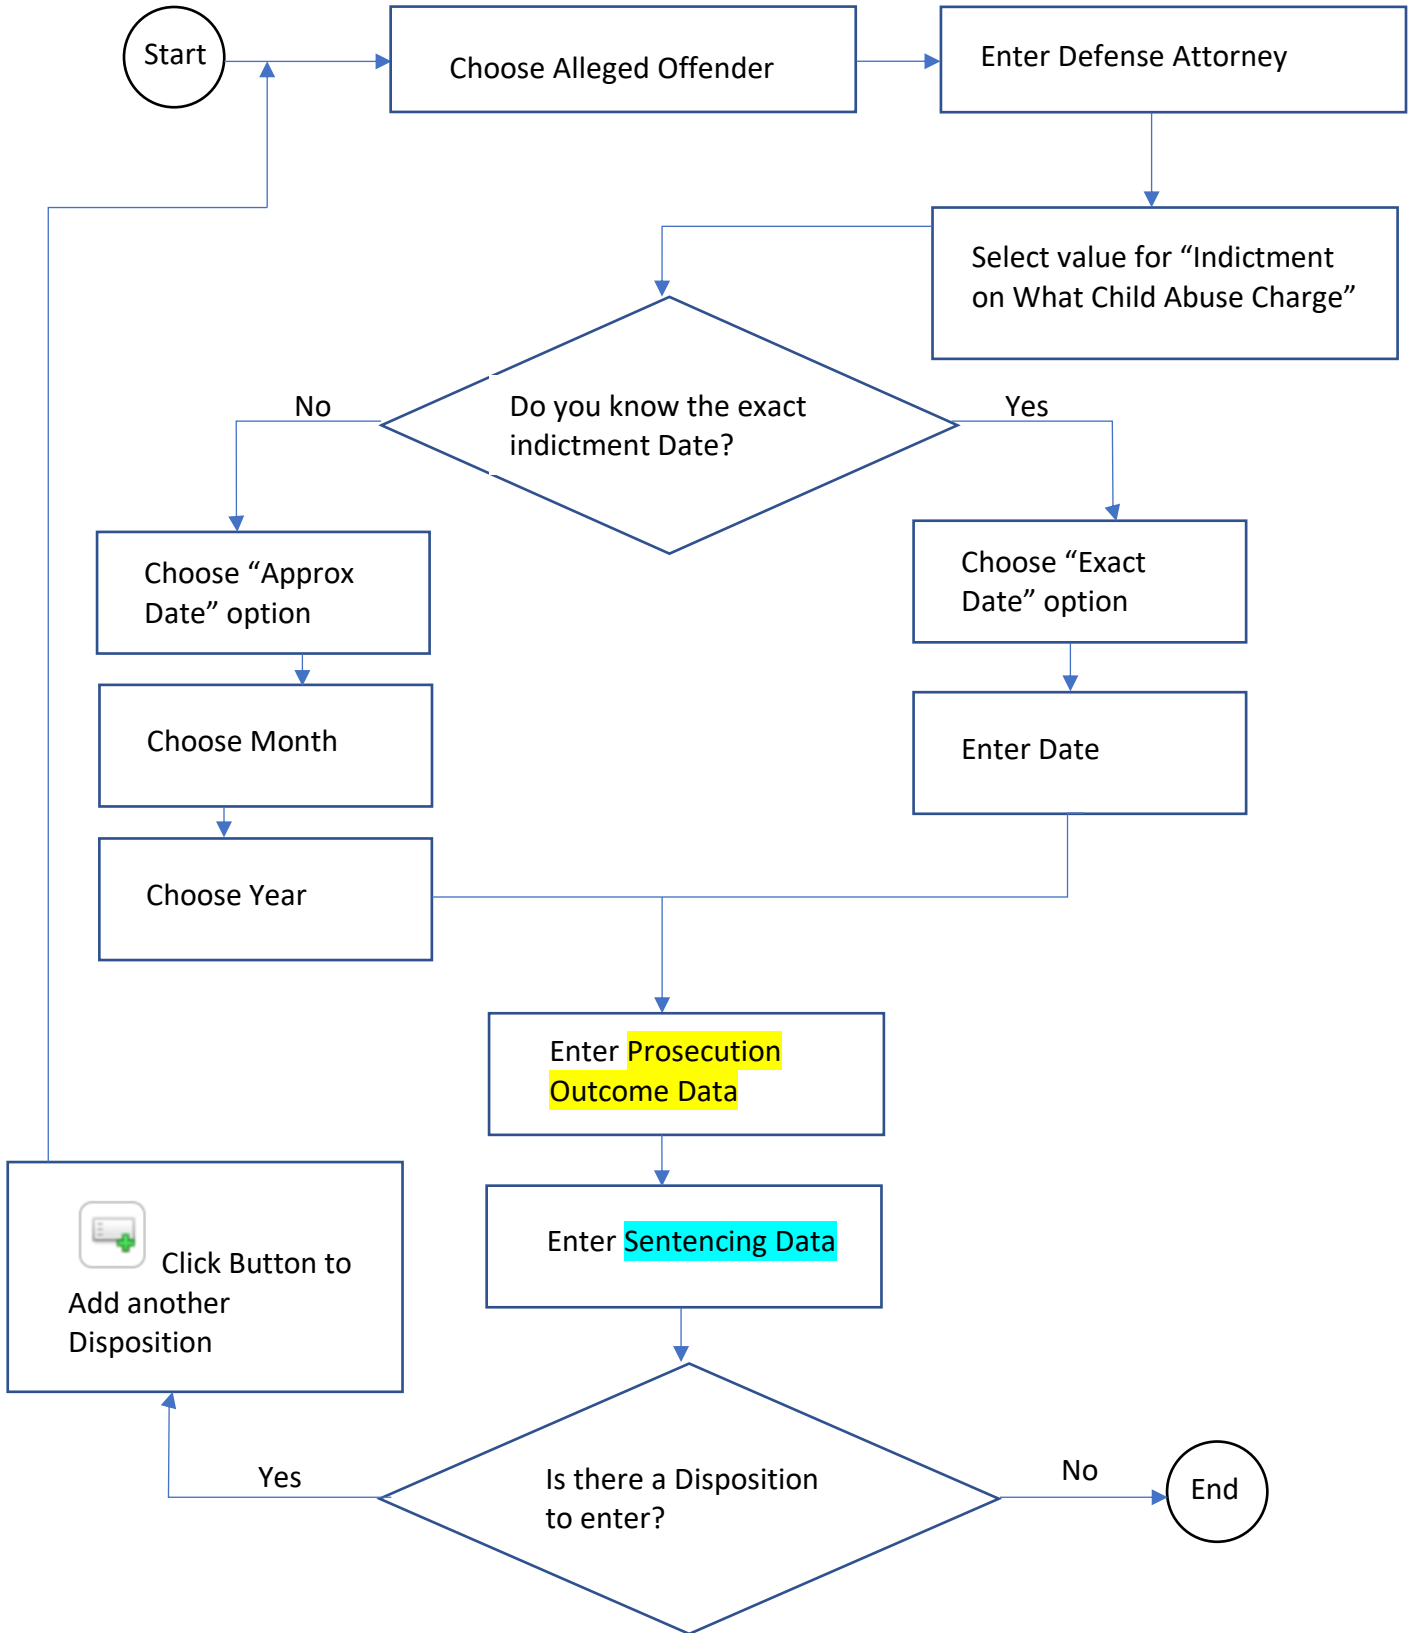 Start
Choose Alleged Offender
Enter Defense Attorney
Select value for “Indictment
on What Child Abuse Charge”
Do you know the exact
indictment Date?
No
Yes
Choose “Approx
Date” option
Choose “Exact
Date” option
Choose Month
Enter Date
Choose Year
Enter Prosecution
Outcome Data
Enter Sentencing Data
Click Button to
Add another
Disposition
Is there a Disposition
to enter?
Yes
No
End